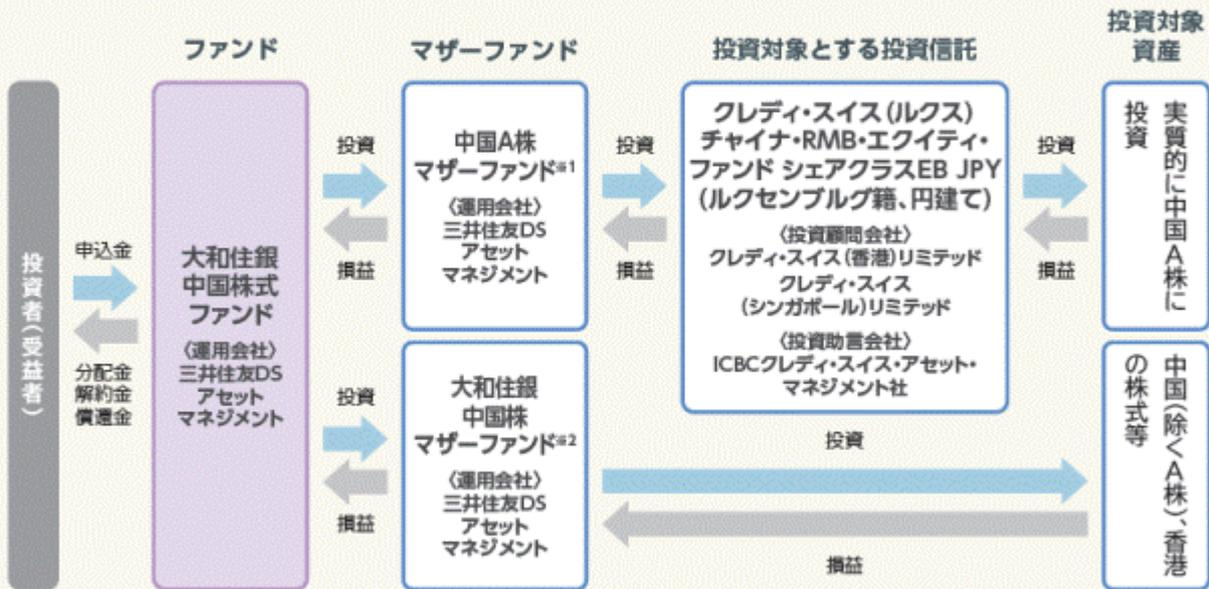 ファンド
マザーファンド
投資対象とする投資信託
投資対象
資産
投資者(受益者)
申込金
分配金
解約金
償還金
大和住銀
中国株式
ファンド
〈運用会社〉
三井住友DS
アセット
マネジメント
投資
損益
中国A株
マザーファンド※1
〈運用会社〉
三井住友DS
アセット
マネジメント
投資
損益
クレディ・スイス(ルクス)
チャイナ・RMB・エクイティ・
ファンド シェアクラスEB JPY
(ルクセンブルグ籍、円建て)
〈投資顧問会社〉
クレディ・スイス(香港)リミテッド
クレディ・スイス
(シンガポール)リミテッド
〈投資助言会社〉
ICBCクレディ・スイス・アセット・
マネジメント社
投資
損益
実質的に中国A株に
投資
投資
損益
大和住銀
中国株
マザーファンド※2
〈運用会社〉
三井住友DS
アセット
マネジメント
投資
損益
中国(除くA株)、香港
の株式等